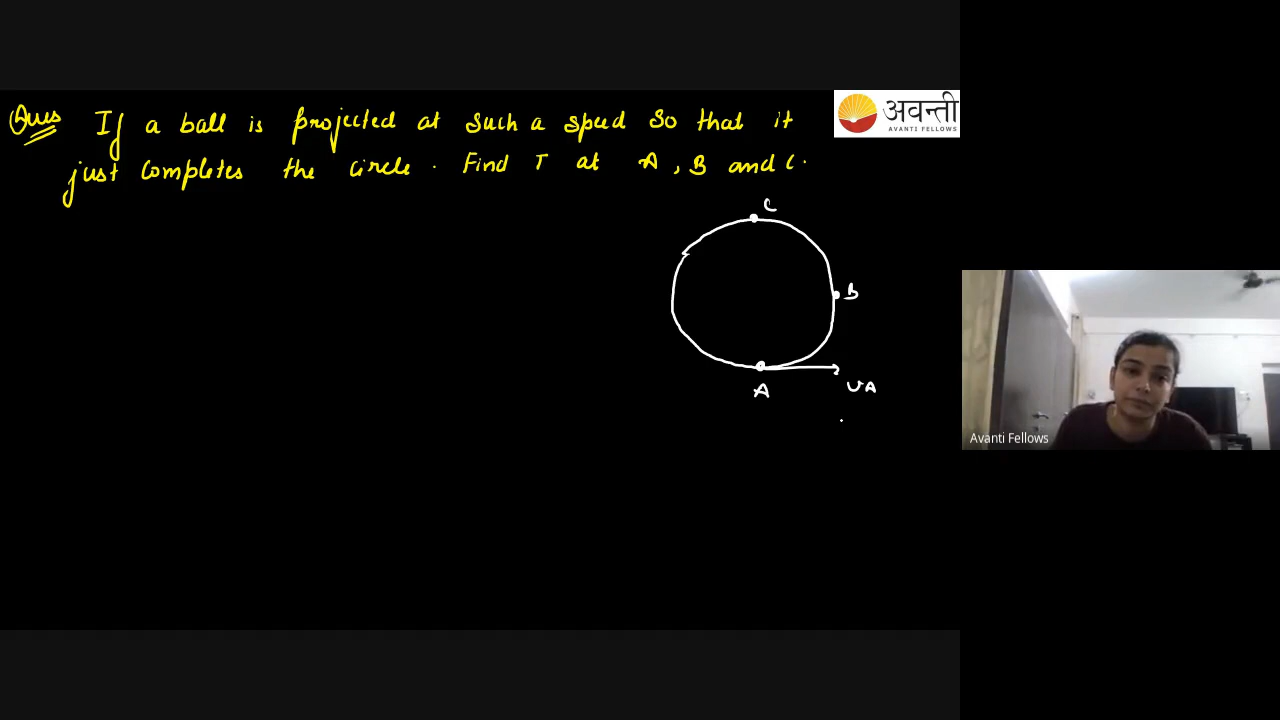 Ques If a ball is projected at such a speed so that it
just completes the circle. Find T at A, B and C.
अवन्ती
AVANTI FELLOWS
C
B
A
vA
Avanti Fellows